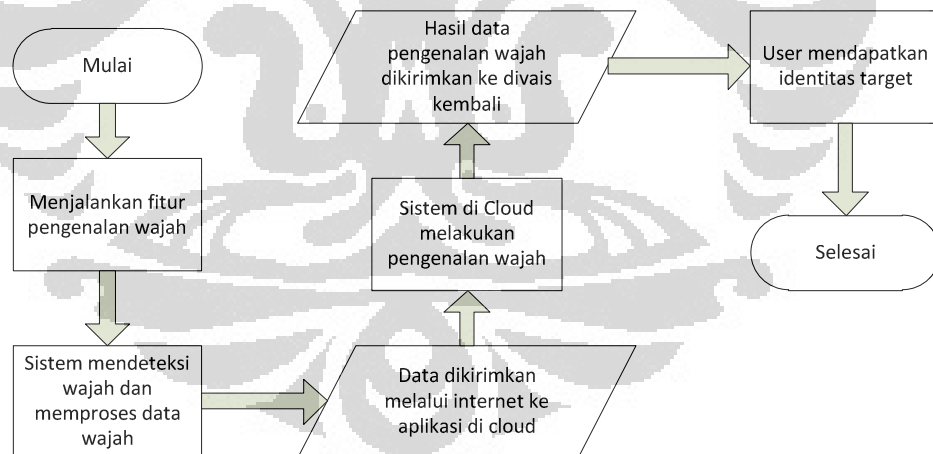 Mulai
Menjalankan fitur
pengenalan wajah
Sistem mendeteksi
wajah dan
memproses data
wajah
Data dikirimkan
melalui internet ke
aplikasi di cloud
Sistem di Cloud
melakukan
pengenalan wajah
Hasil data
pengenalan wajah
dikirimkan ke divais
kembali
User mendapatkan
identitas target
Selesai